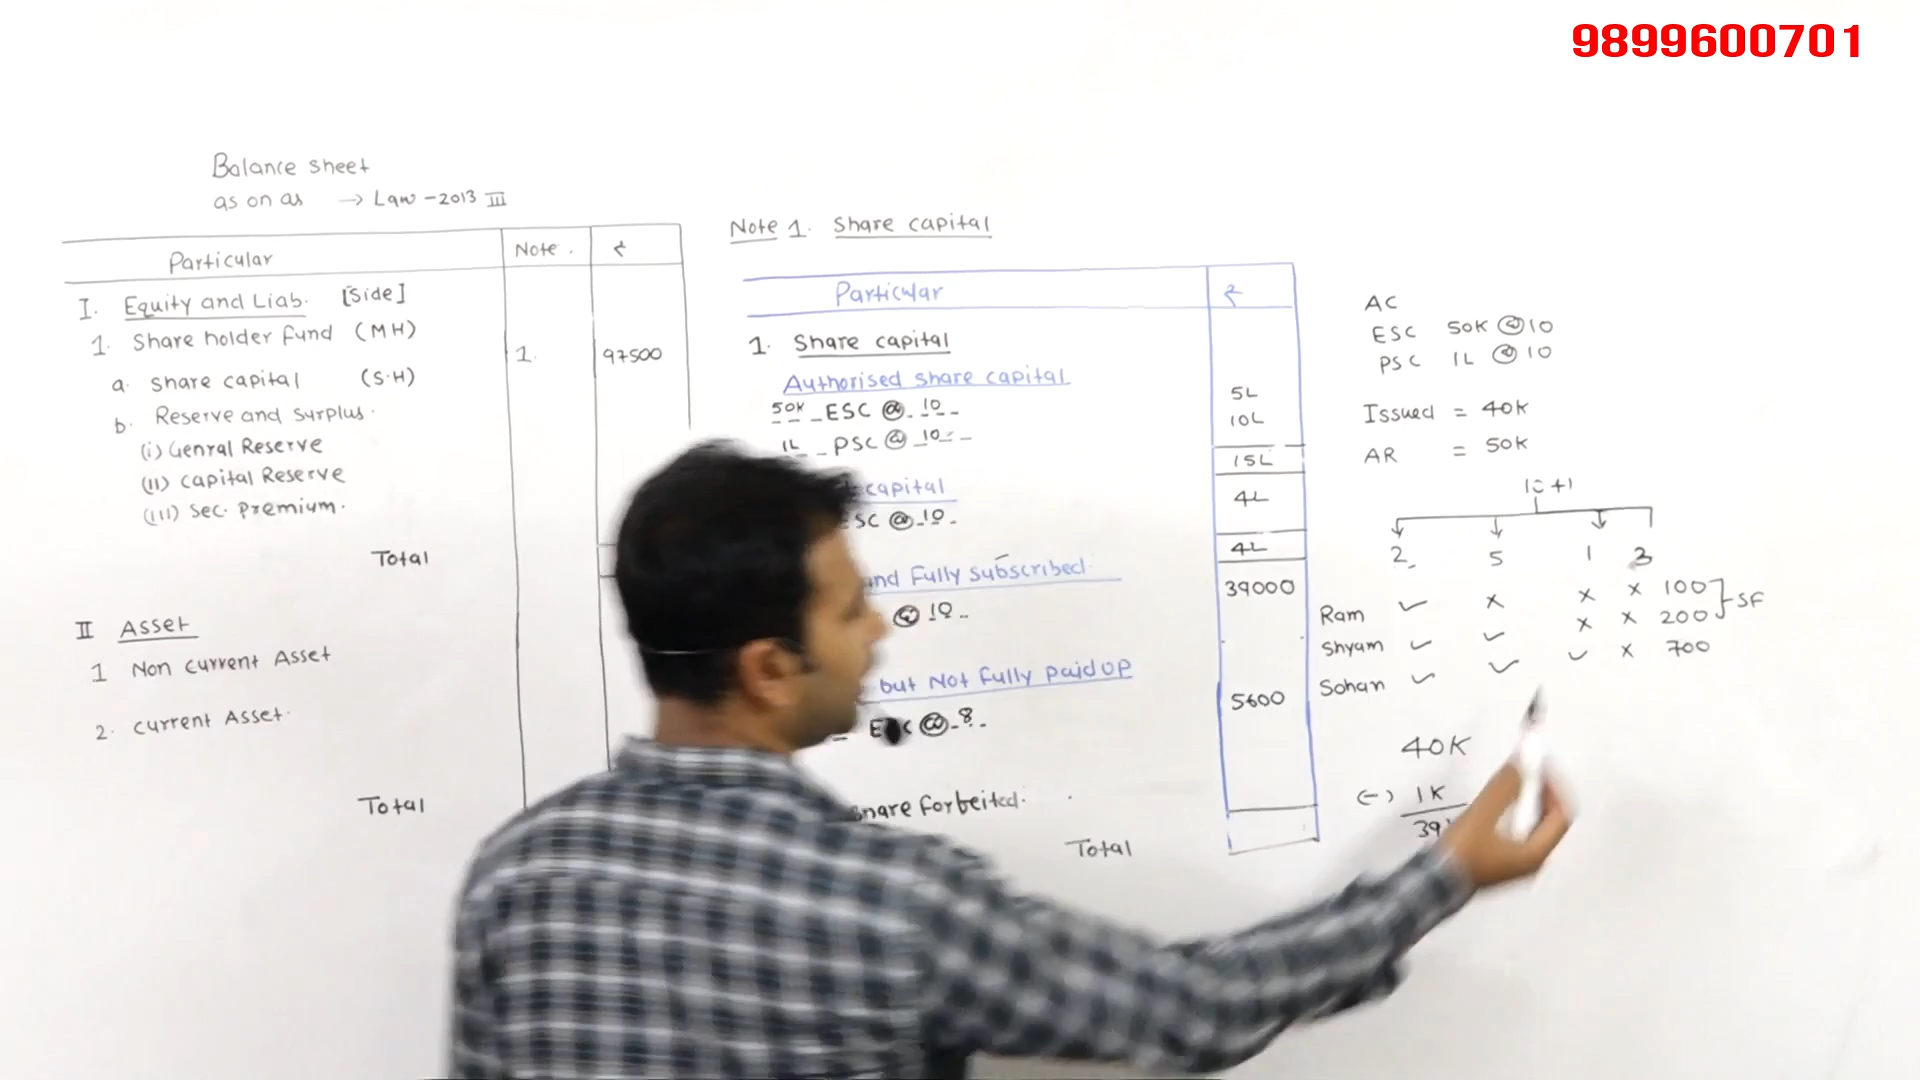 9899600701
Balance sheet
as on as → Law - 2013 III
Particular Note. ₹
I. Equity and Liab. [Side]
1. Share holder fund (MH)
a. Share capital (S.H) 1. 97500
b. Reserve and surplus.
(i) Genral Reserve
(II) Capital Reserve
(III) Sec. Premium.
Total
II Asset
1 Non Current Asset
2. Current Asset.
Total
Note 1. Share capital
Particular ₹
1. Share capital
Authorised share capital
50K ESC @ 10 5L
1L PSC @ 10 10L
15L
capital 4L
ESC @ 10
4L
and Fully Subscribed. 39000
@ 10
but Not Fully Paid up
@ 8 5600
Share Forfeited.
Total
AC
ESC 50K @ 10
PSC 1L @ 10
Issued = 40K
AR = 50K
10+1
2 5 1 3
Ram ✓ × × × 100 SF
Shyam ✓ ✓ × × 200
Sohan ✓ ✓ ✓ × 700
40K
(-) 1K